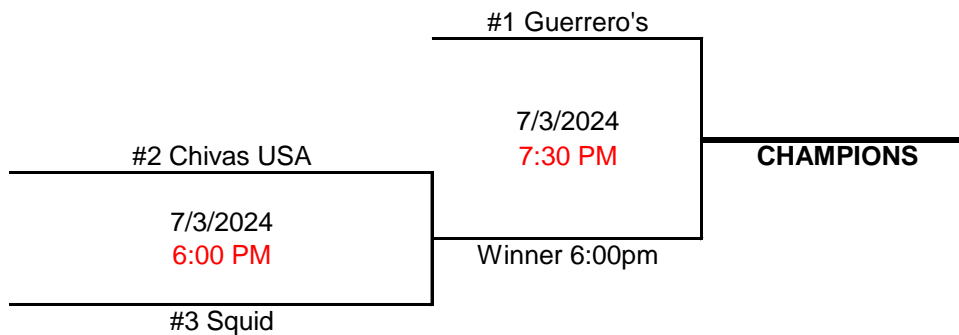 #1 Guerrero's
7/3/2024
7:30 PM
CHAMPIONS
#2 Chivas USA
7/3/2024
6:00 PM
Winner 6:00pm
#3 Squid